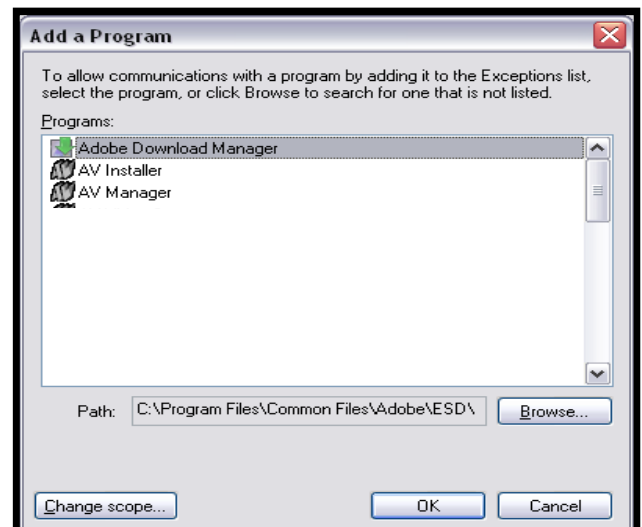 Add a Program
To allow communications with a program by adding it to the Exceptions list,
select the program, or click Browse to search for one that is not listed.
Programs:
Adobe Download Manager
AV Installer
AV Manager
Path: C:\Program Files\Common Files\Adobe\ESD\ Browse...
Change scope... OK Cancel